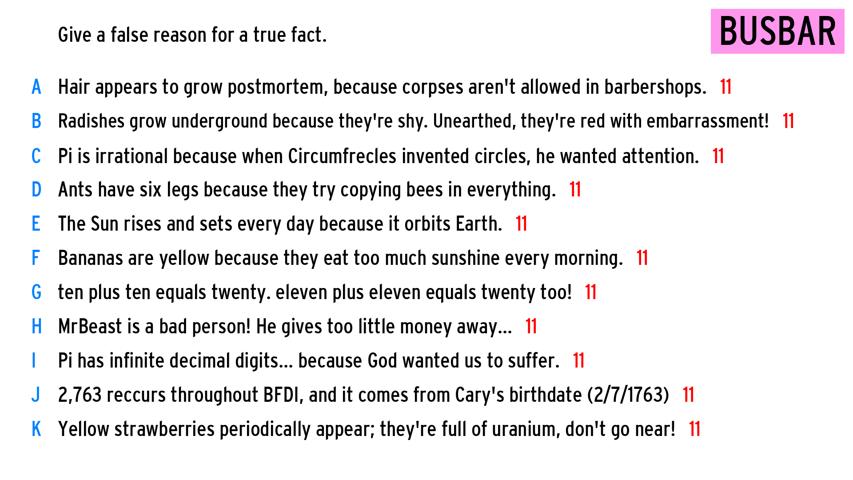 Give a false reason for a true fact.
BUSBAR
A Hair appears to grow postmortem, because corpses aren't allowed in barbershops. 11
B Radishes grow underground because they're shy. Unearthed, they're red with embarrassment! 11
C Pi is irrational because when Circumfrecles invented circles, he wanted attention. 11
D Ants have six legs because they try copying bees in everything. 11
E The Sun rises and sets every day because it orbits Earth. 11
F Bananas are yellow because they eat too much sunshine every morning. 11
G ten plus ten equals twenty. eleven plus eleven equals twenty too! 11
H MrBeast is a bad person! He gives too little money away... 11
I Pi has infinite decimal digits... because God wanted us to suffer. 11
J 2,763 reccurs throughout BFDI, and it comes from Cary's birthdate (2/7/1763) 11
K Yellow strawberries periodically appear; they're full of uranium, don't go near! 11